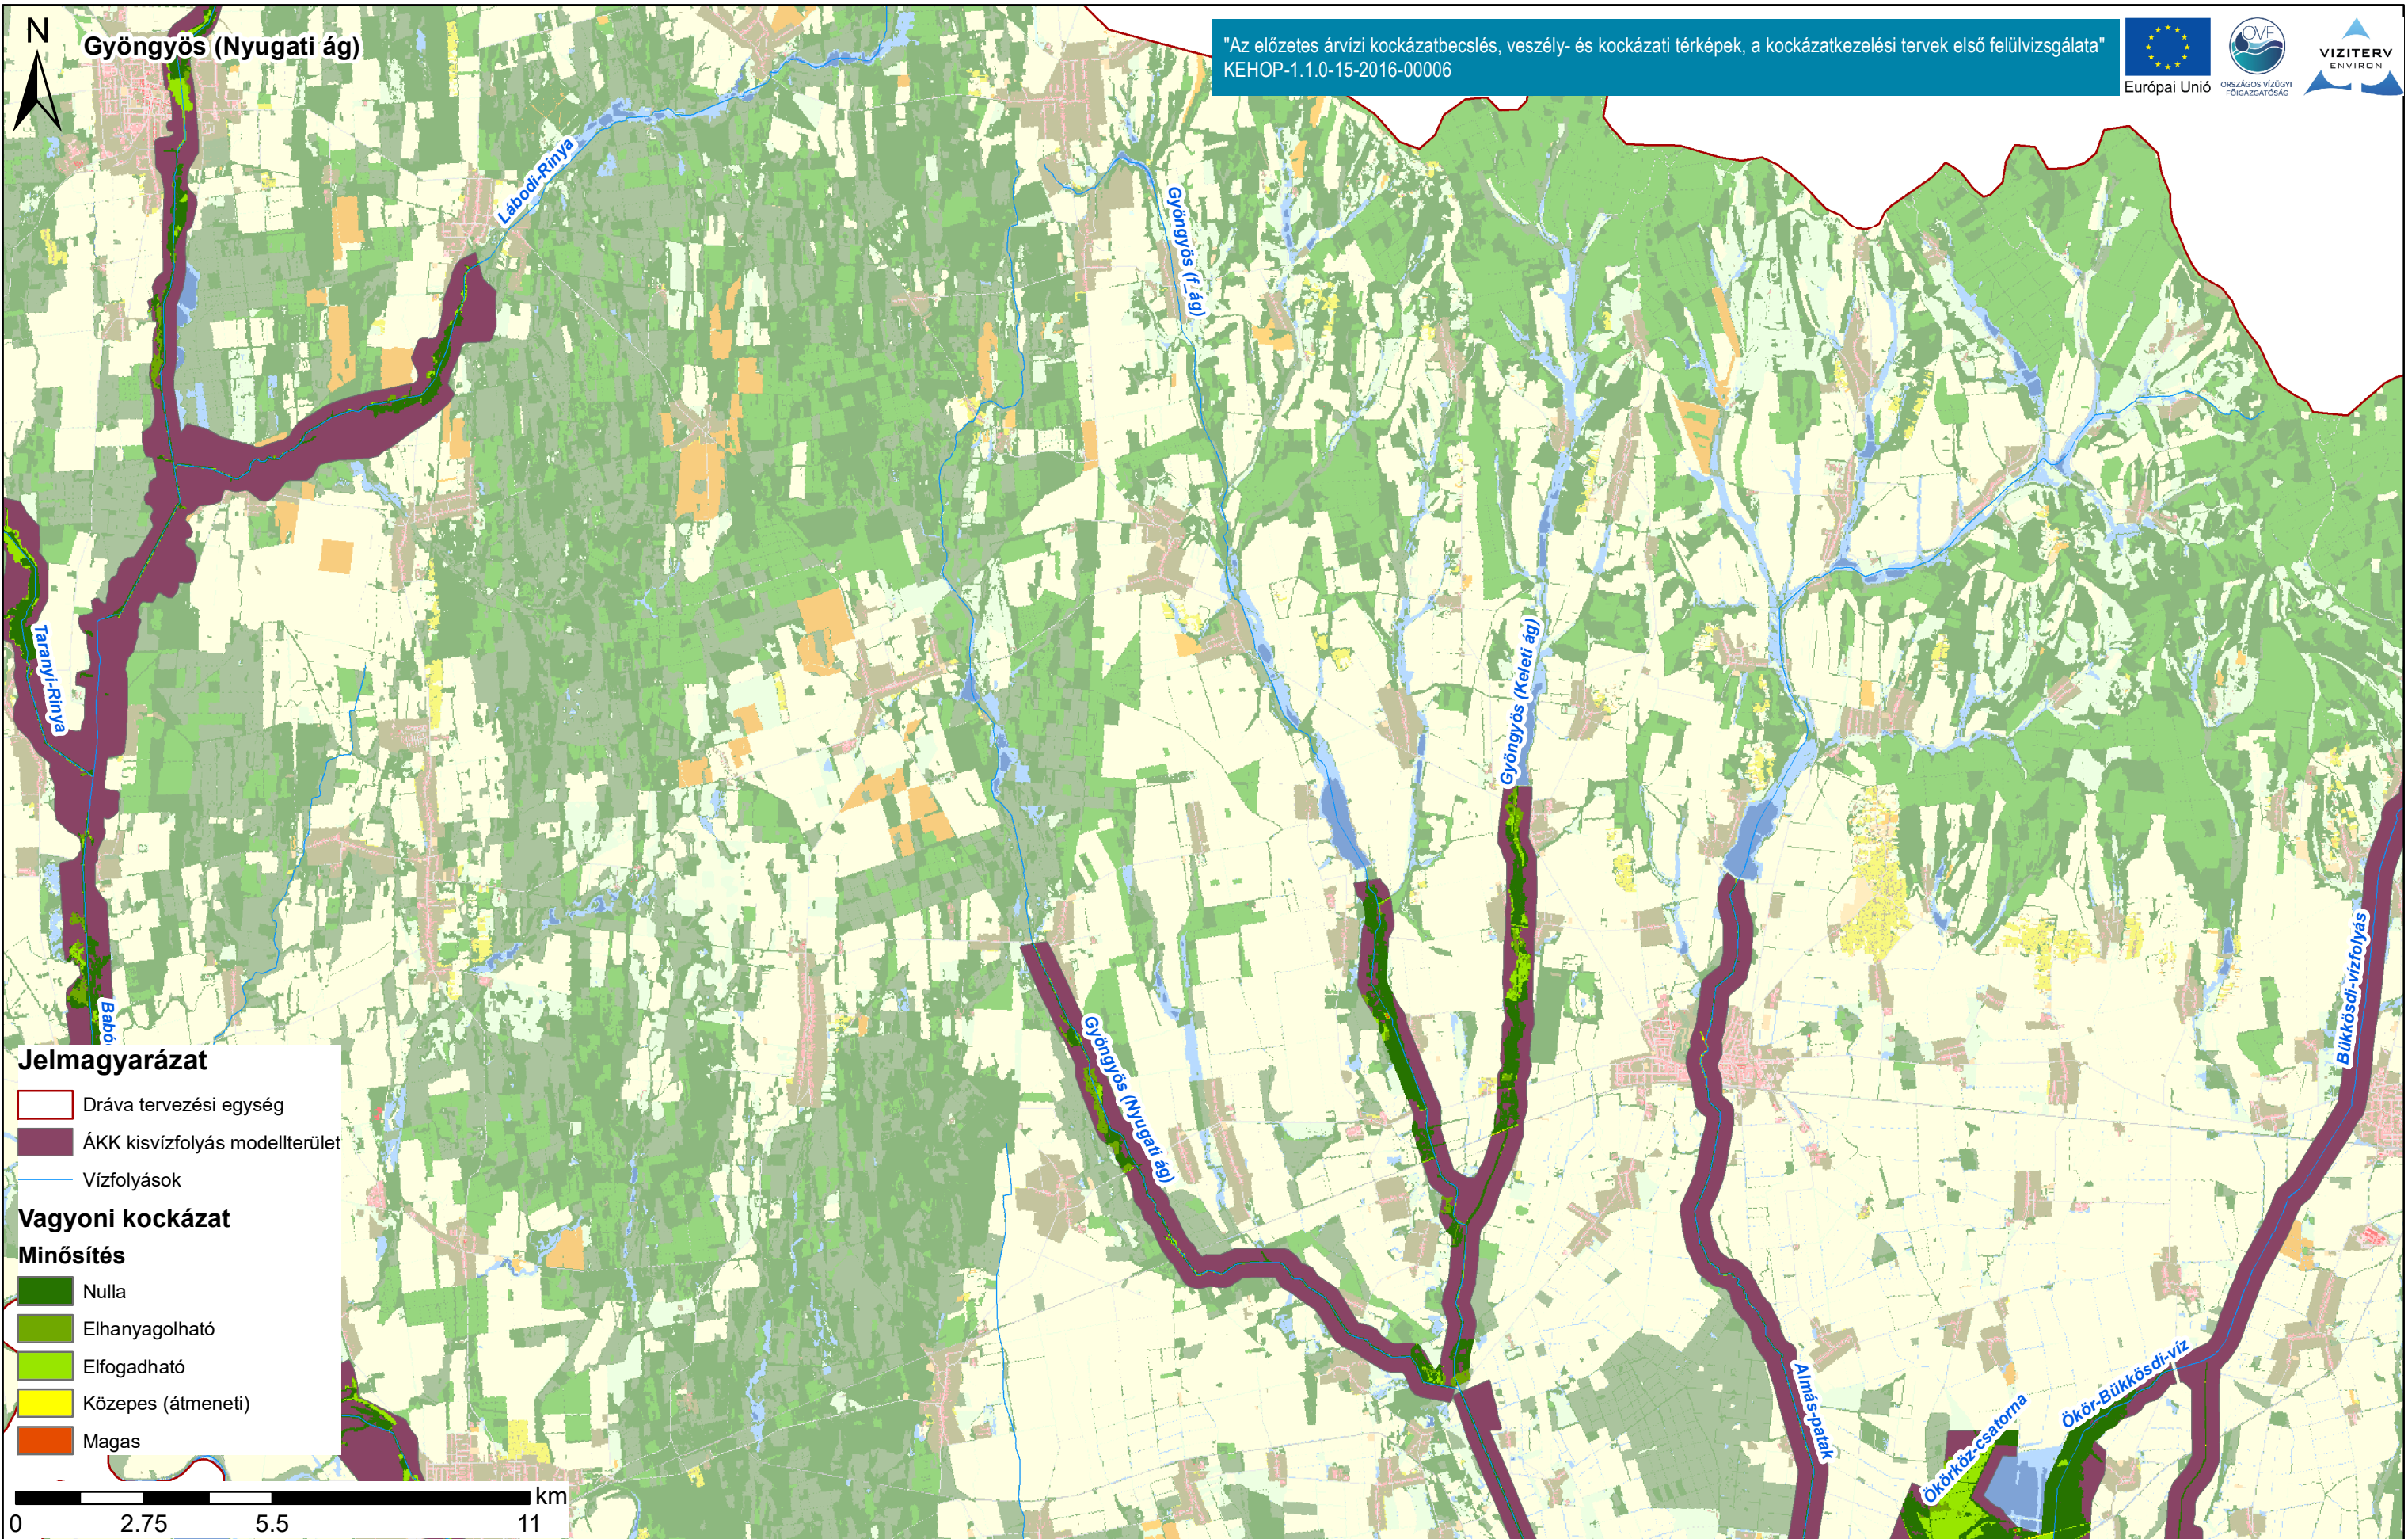 N
Gyöngyös (Nyugati ág)
"Az előzetes árvízi kockázatbecslés, veszély- és kockázati térképek, a kockázatkezelési tervek első felülvizsgálata"
KEHOP-1.1.0-15-2016-00006
Európai Unió
OVF
ORSZÁGOS VÍZÜGYI
FŐIGAZGATÓSÁG
VIZITERV
ENVIRON
Lábodi-Rinya
Gyöngyös (f_ág)
Taranyi-Rinya
Gyöngyös (Keleti ág)
Bükkösdi-vízfolyás
Babó
Gyöngyös (Nyugati ág)
Almás-patak
Ökör-Bükkösdi-víz
Ökörköz-csatorna
Jelmagyarázat
Dráva tervezési egység
ÁKK kisvízfolyás modellterület
Vízfolyások
Vagyoni kockázat
Minősítés
Nulla
Elhanyagolható
Elfogadható
Közepes (átmeneti)
Magas
km
0 2.75 5.5 11